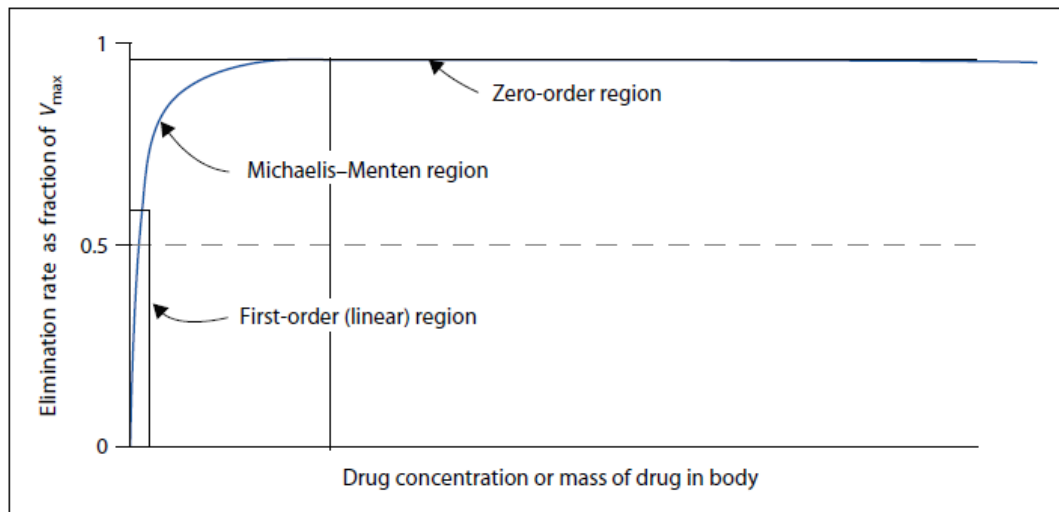 Elimination rate as fraction of Vmax
1
Zero-order region
Michaelis–Menten region
0.5
First-order (linear) region
0
Drug concentration or mass of drug in body